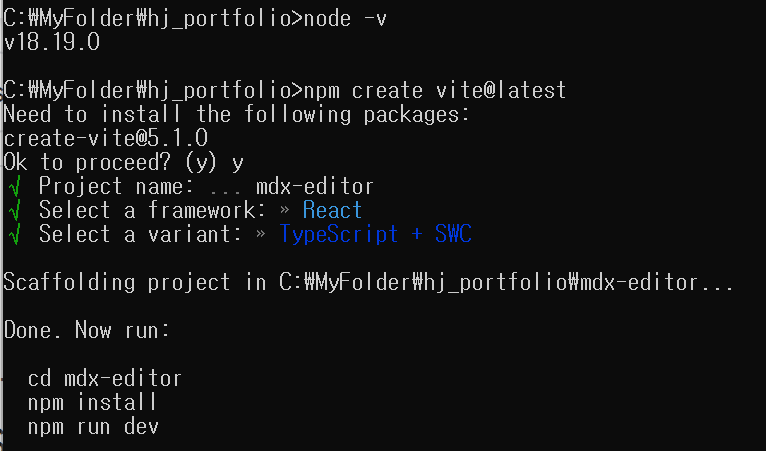 C:₩MyFolder₩hj_portfolio>node -v
v18.19.0
C:₩MyFolder₩hj_portfolio>npm create vite@latest
Need to install the following packages:
create-vite@5.1.0
Ok to proceed? (y) y
√ Project name: ... mdx-editor
√ Select a framework: » React
√ Select a variant: » TypeScript + SWC
Scaffolding project in C:₩MyFolder₩hj_portfolio₩mdx-editor...
Done. Now run:
cd mdx-editor
npm install
npm run dev